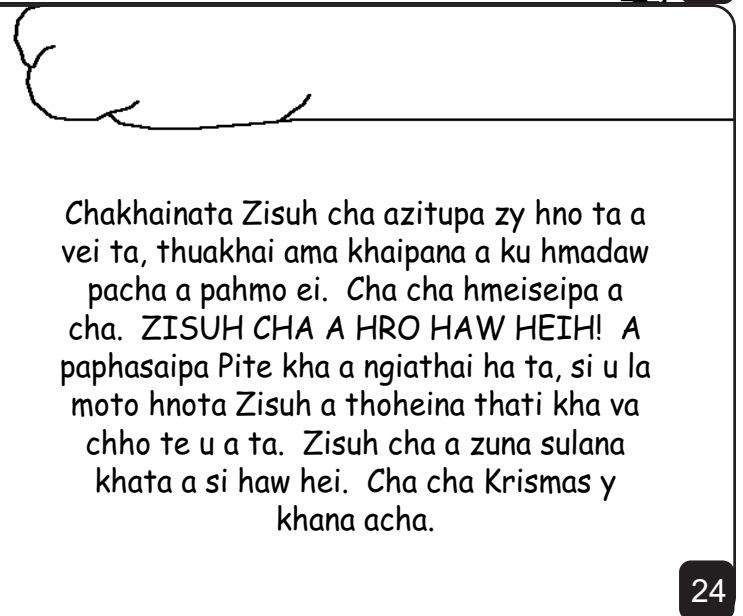 Chakhainata Zisuh cha azitupa zy hno ta a
vei ta, thuakhai ama khaipana a ku hmadaw
pacha a pahmo ei. Cha cha hmeiseipa a
cha. ZISUH CHA A HRO HAW HEIH! A
paphasaipa Pite kha a ngiathai ha ta, si u la
moto hnota Zisuh a thoheina thati kha va
chho te u a ta. Zisuh cha a zuna sulana
khata a si haw hei. Cha cha Krismas y
khana acha.
24